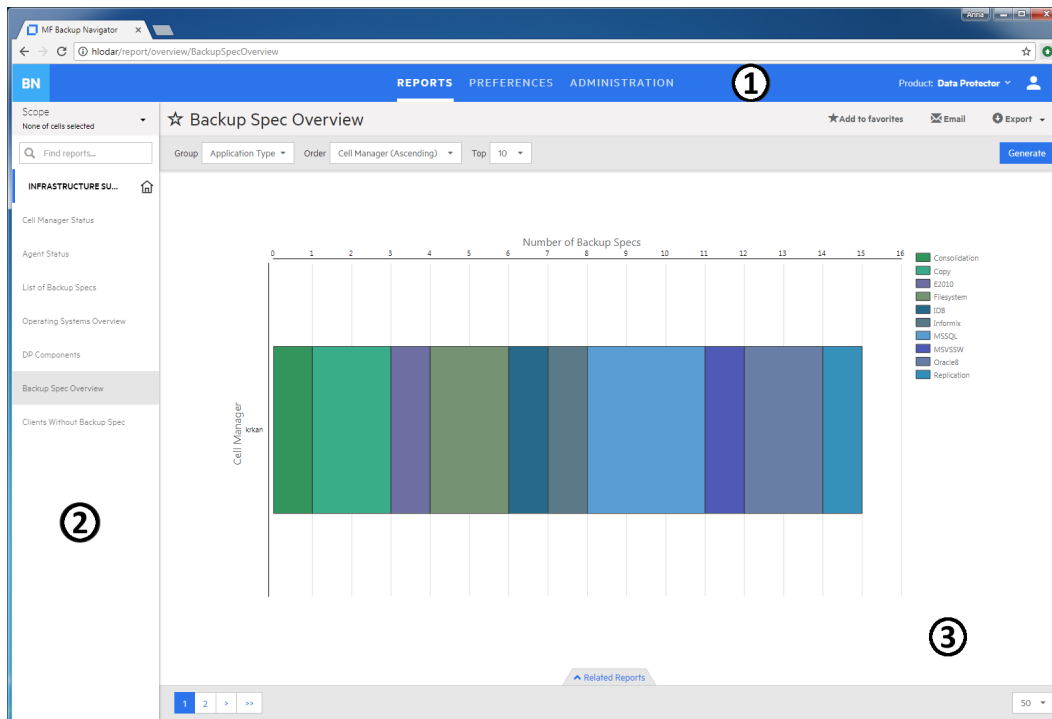 Anna
MF Backup Navigator
hlodar/report/overview/BackupSpecOverview
BN
REPORTS PREFERENCES ADMINISTRATION
1
Product: Data Protector
Scope
None of cells selected
Backup Spec Overview
Add to favorites
Email
Export
Find reports...
Group Application Type Order Cell Manager (Ascending) Top 10
Generate
INFRASTRUCTURE SU...
Cell Manager Status
Agent Status
List of Backup Specs
Operating Systems Overview
DP Components
Backup Spec Overview
Clients Without Backup Spec
2
Number of Backup Specs
0 1 2 3 4 5 6 7 8 9 10 11 12 13 14 15 16
Cell Manager
krkan
Consolidation
Copy
E2010
Filesystem
IDB
Informix
MSSQL
MSVSSW
Oracle8
Replication
3
Related Reports
1 2 > >>
50